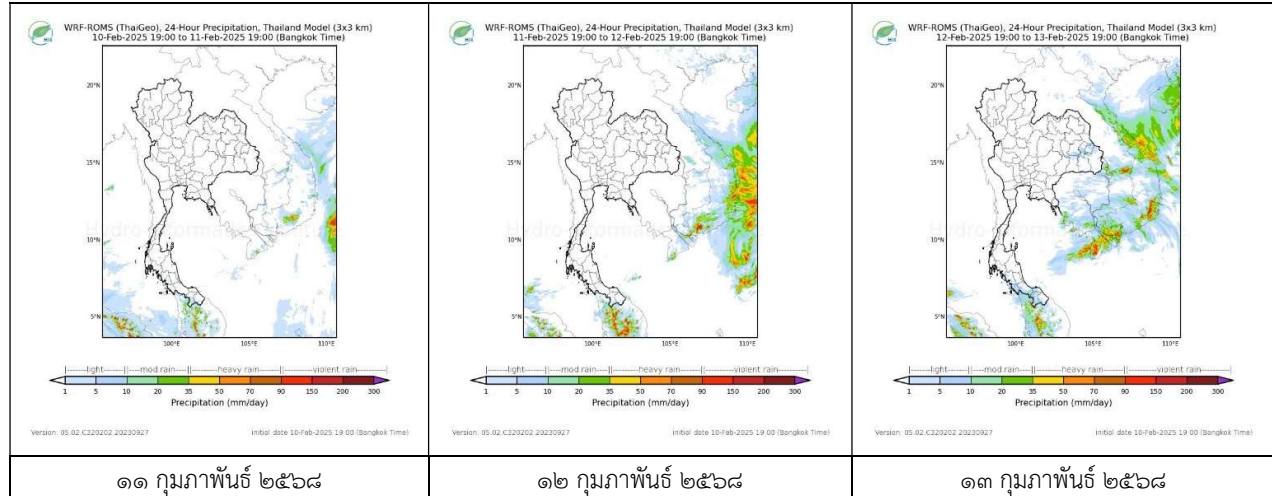 WRF-ROMS (ThaiGeo), 24-Hour Precipitation, Thailand Model (3x3 km)
10-Feb-2025 19:00 to 11-Feb-2025 19:00 (Bangkok Time)
20°N
15°N
10°N
5°N
100°E 105°E 110°E
light mod rain heavy rain violent rain
1 5 10 20 35 50 70 90 150 200 300
Precipitation (mm/day)
Version: 05.02.C320202 20230927 initial date 10-Feb-2025 19:00 (Bangkok Time)
๑๑ กุมภาพันธ์ ๒๕๖๘
WRF-ROMS (ThaiGeo), 24-Hour Precipitation, Thailand Model (3x3 km)
11-Feb-2025 19:00 to 12-Feb-2025 19:00 (Bangkok Time)
20°N
15°N
10°N
5°N
100°E 105°E 110°E
light mod rain heavy rain violent rain
1 5 10 20 35 50 70 90 150 200 300
Precipitation (mm/day)
Version: 05.02.C320202 20230927 initial date 10-Feb-2025 19:00 (Bangkok Time)
๑๒ กุมภาพันธ์ ๒๕๖๘
WRF-ROMS (ThaiGeo), 24-Hour Precipitation, Thailand Model (3x3 km)
12-Feb-2025 19:00 to 13-Feb-2025 19:00 (Bangkok Time)
20°N
15°N
10°N
5°N
100°E 105°E 110°E
light mod rain heavy rain violent rain
1 5 10 20 35 50 70 90 150 200 300
Precipitation (mm/day)
Version: 05.02.C320202 20230927 initial date 10-Feb-2025 19:00 (Bangkok Time)
๑๓ กุมภาพันธ์ ๒๕๖๘